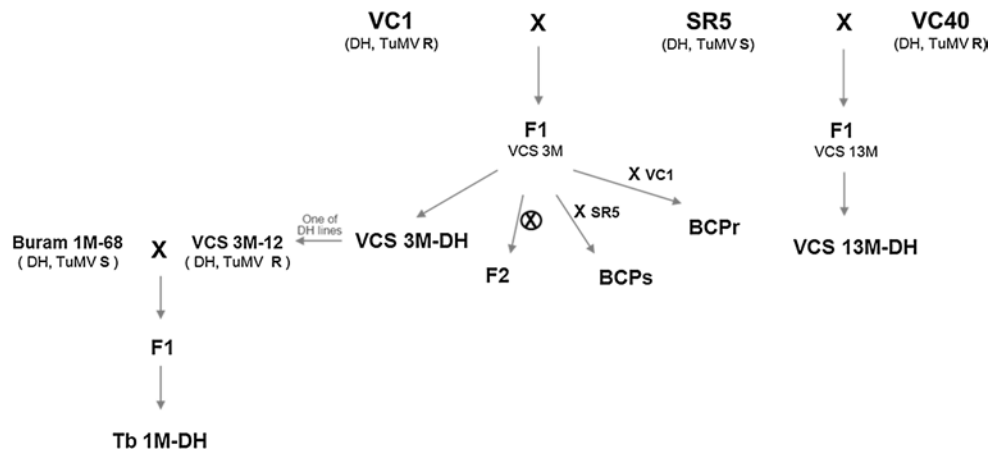 VC1 X SR5 X VC40
(DH, TuMV R) (DH, TuMV S) (DH, TuMV R)
F1 F1
VCS 3M VCS 13M
X VC1
X SR5
One of
DH lines
X
BCPr
Buram 1M-68 X VCS 3M-12 VCS 3M-DH VCS 13M-DH
( DH, TuMV S ) ( DH, TuMV R )
F2 BCPs
F1
Tb 1M-DH